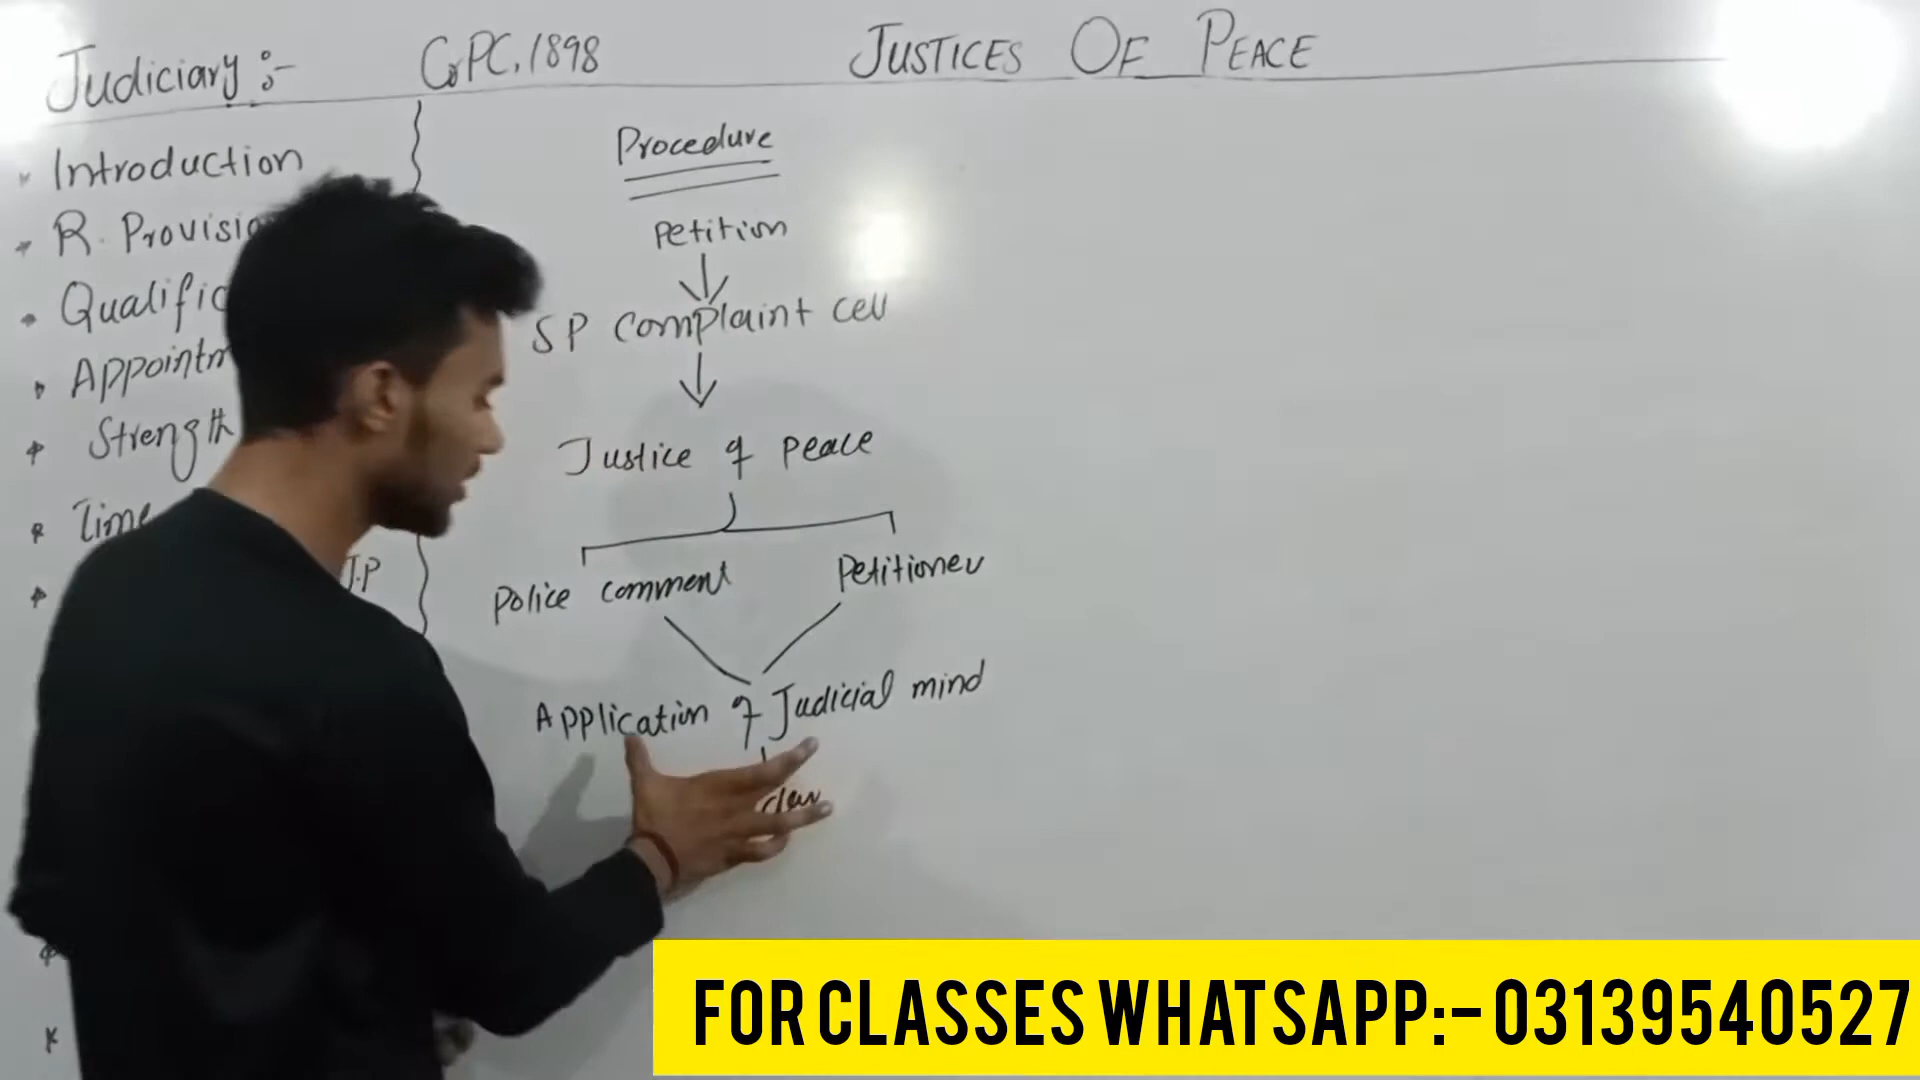 Judiciary :-
CrPC, 1898
JUSTICES OF PEACE
Introduction
R. Provisio
Qualific
Appointm
Strength
Time
J.P
Procedure
Petition
SP complaint cell
Justice of peace
Police comment
Petitioner
Application of Judicial mind
FOR CLASSES WHATSAPP:- 03139540527